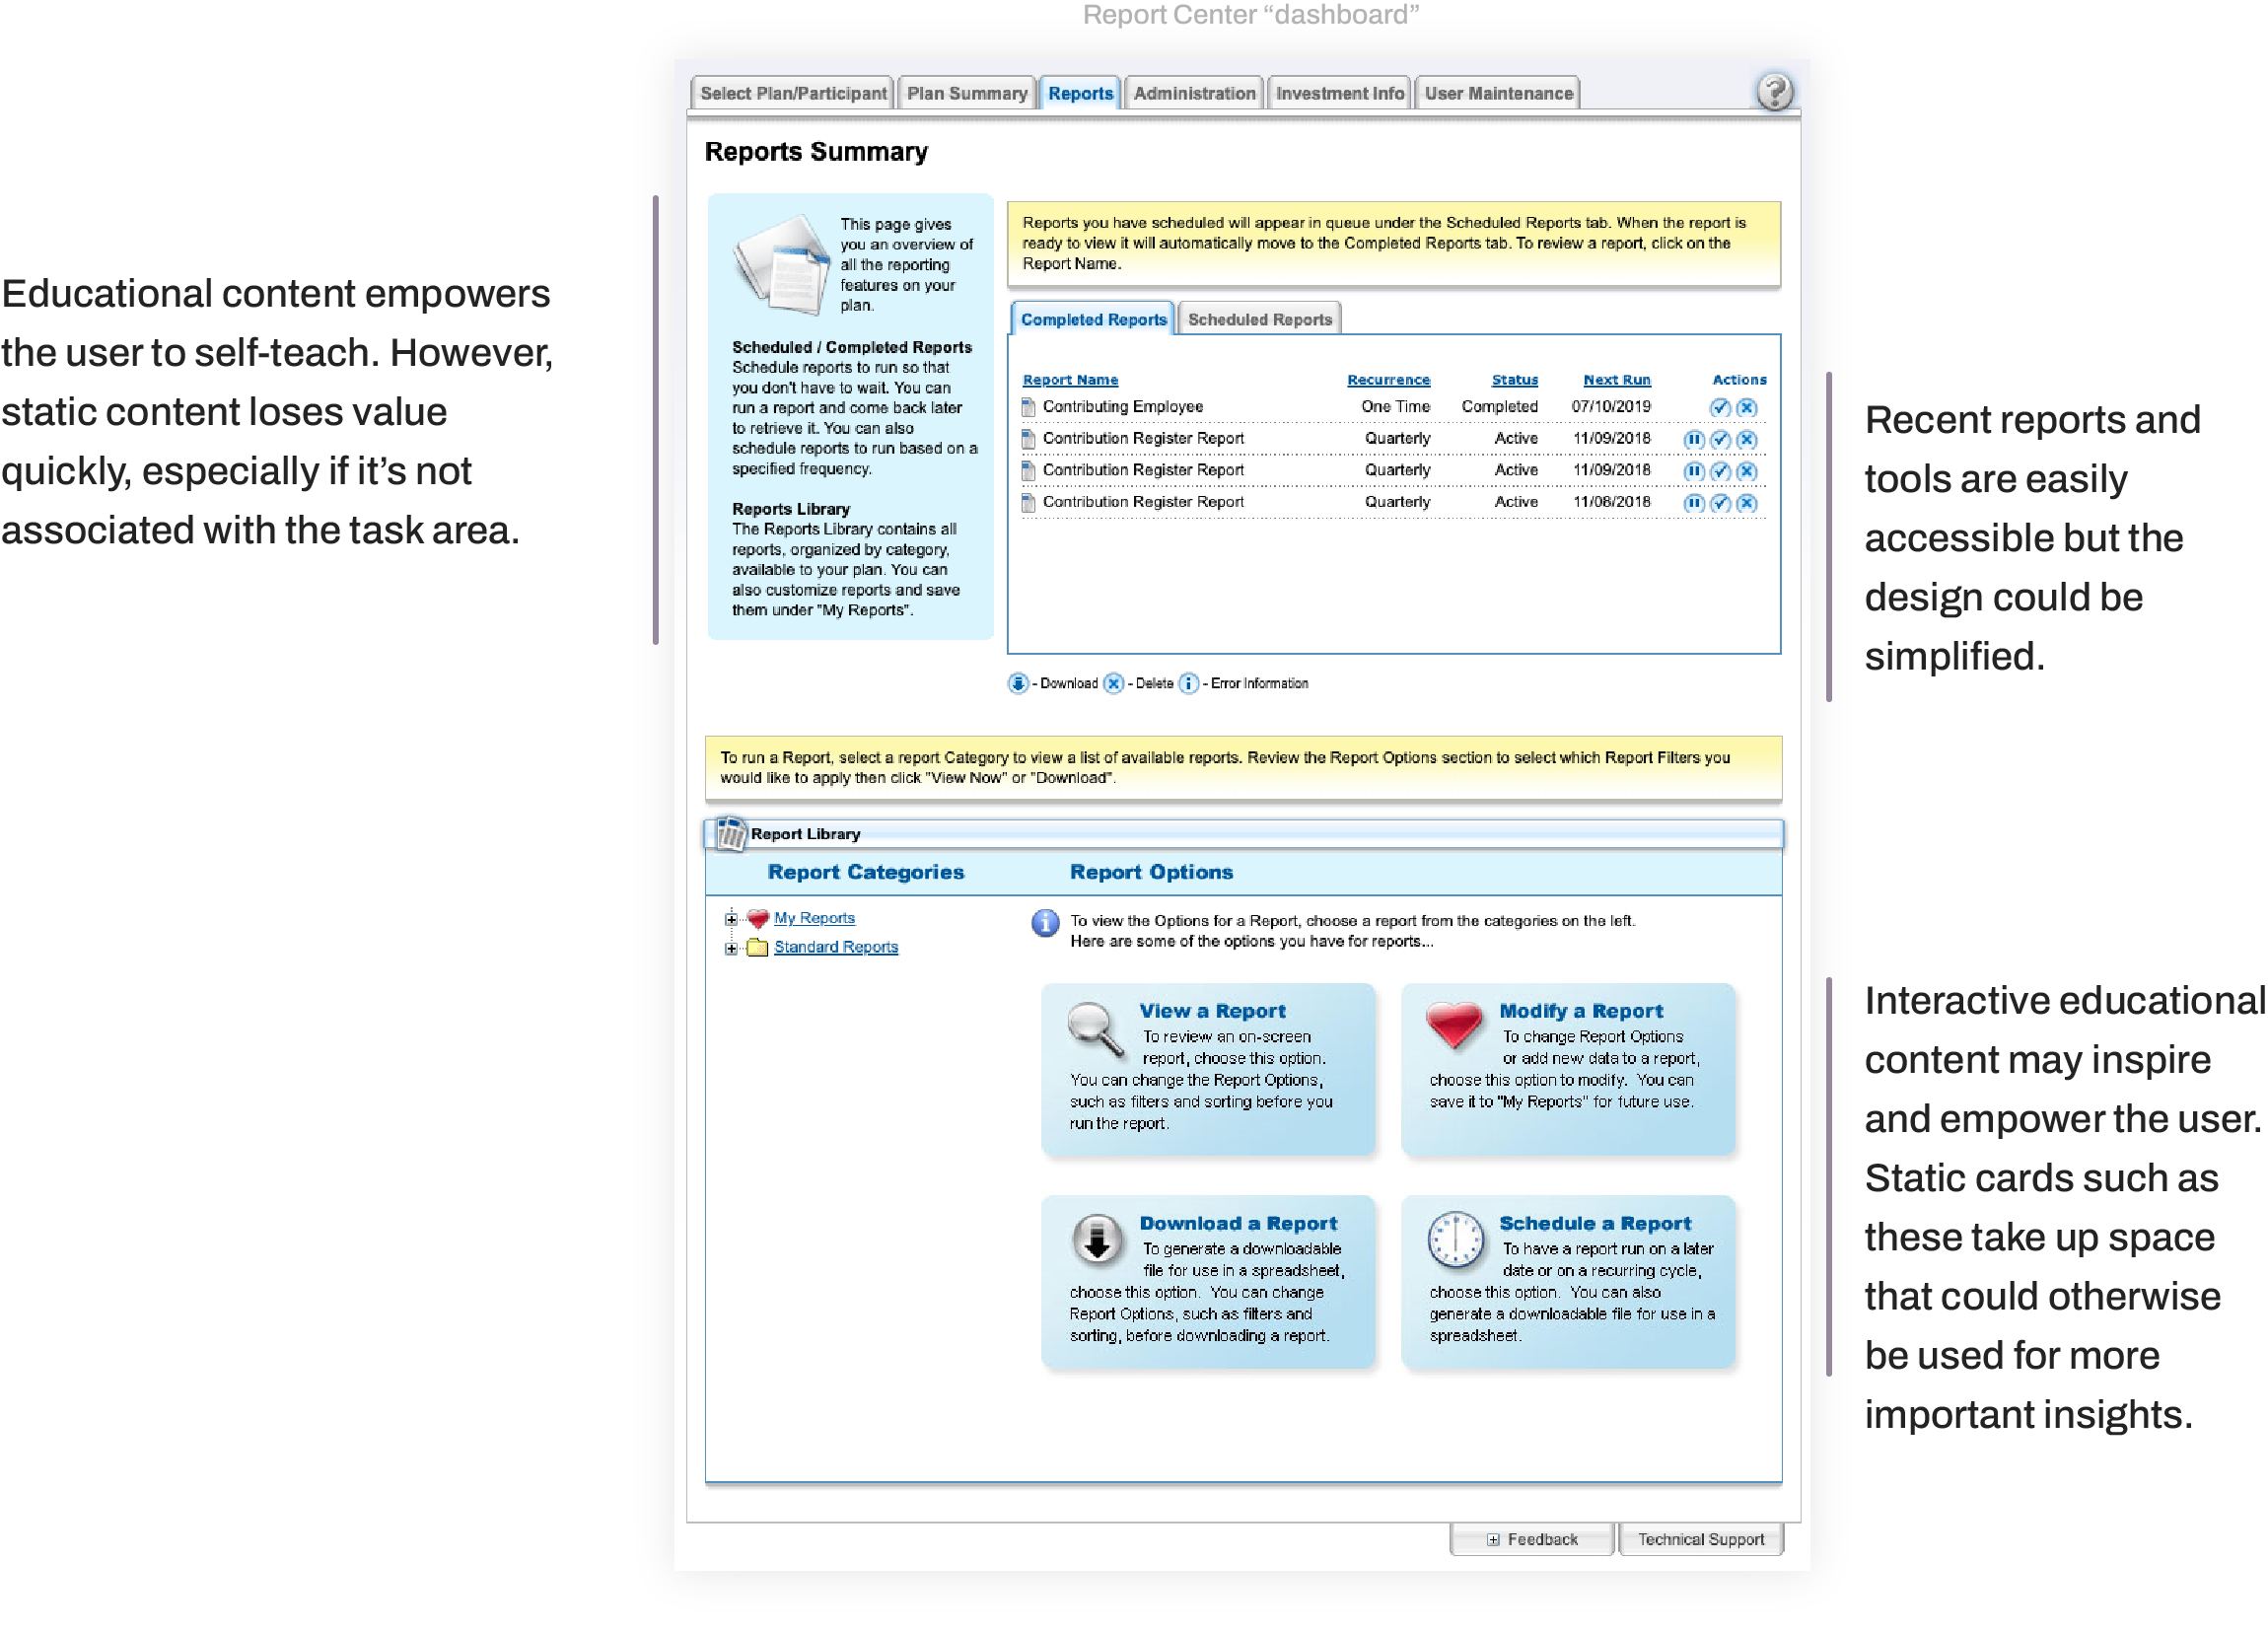 Report Center “dashboard”
Select Plan/Participant
Plan Summary
Reports
Administration
Investment Info
User Maintenance
?
Reports Summary
This page gives
you an overview of
all the reporting
features on your
plan.
Scheduled / Completed Reports
Schedule reports to run so that
you don't have to wait. You can
run a report and come back later
to retrieve it. You can also
schedule reports to run based on a
specified frequency.
Reports Library
The Reports Library contains all
reports, organized by category,
available to your plan. You can
also customize reports and save
them under "My Reports".
Educational content empowers
the user to self-teach. However,
static content loses value
quickly, especially if it’s not
associated with the task area.
Reports you have scheduled will appear in queue under the Scheduled Reports tab. When the report is
ready to view it will automatically move to the Completed Reports tab. To review a report, click on the
Report Name.
Completed Reports
Scheduled Reports
Report Name Recurrence Status Next Run Actions
Contributing Employee One Time Completed 07/10/2019
Contribution Register Report Quarterly Active 11/09/2018
Contribution Register Report Quarterly Active 11/09/2018
Contribution Register Report Quarterly Active 11/08/2018
- Download - Delete - Error Information
Recent reports and
tools are easily
accessible but the
design could be
simplified.
To run a Report, select a report Category to view a list of available reports. Review the Report Options section to select which Report Filters you
would like to apply then click "View Now" or "Download".
Report Library
Report Categories
Report Options
My Reports
Standard Reports
To view the Options for a Report, choose a report from the categories on the left.
Here are some of the options you have for reports...
View a Report
To review an on-screen
report, choose this option.
You can change the Report Options,
such as filters and sorting before you
run the report.
Modify a Report
To change Report Options
or add new data to a report,
choose this option to modify. You can
save it to "My Reports" for future use.
Download a Report
To generate a downloadable
file for use in a spreadsheet,
choose this option. You can change
Report Options, such as filters and
sorting, before downloading a report.
Schedule a Report
To have a report run on a later
date or on a recurring cycle,
choose this option. You can also
generate a downloadable file for use in a
spreadsheet.
Interactive educational
content may inspire
and empower the user.
Static cards such as
these take up space
that could otherwise
be used for more
important insights.
Feedback
Technical Support